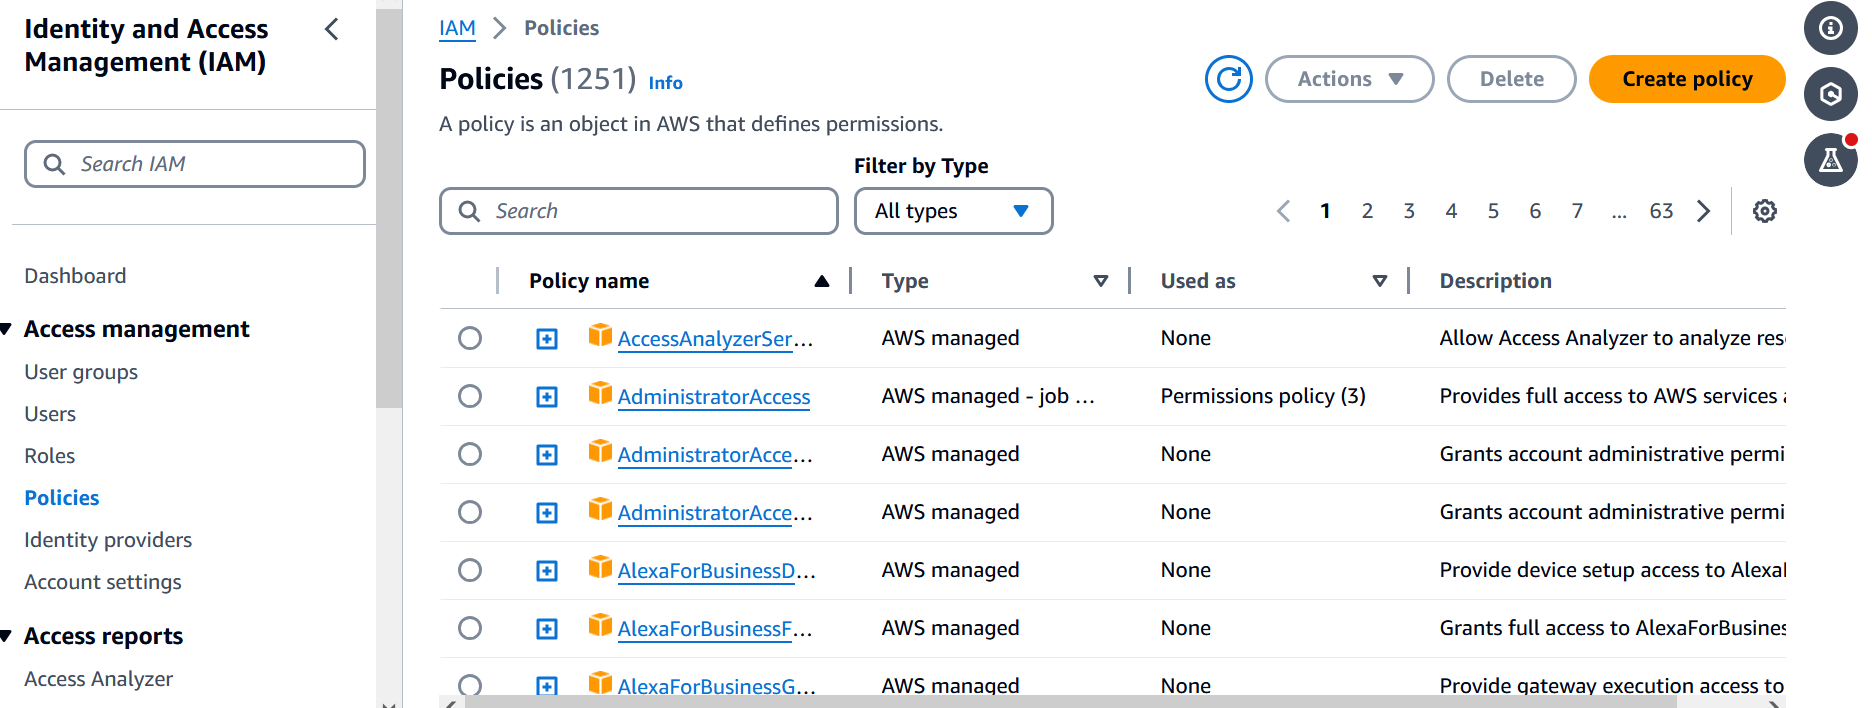 Identity and Access
Management (IAM)
Search IAM
Dashboard
Access management
User groups
Users
Roles
Policies
Identity providers
Account settings
Access reports
Access Analyzer
IAM > Policies
Policies (1251) Info
Actions
Delete
Create policy
A policy is an object in AWS that defines permissions.
Filter by Type
Search
All types
1 2 3 4 5 6 7 ... 63
Policy name Type Used as Description
AccessAnalyzerSer... AWS managed None Allow Access Analyzer to analyze res
AdministratorAccess AWS managed - job ... Permissions policy (3) Provides full access to AWS services
AdministratorAcce... AWS managed None Grants account administrative permi
AdministratorAcce... AWS managed None Grants account administrative permi
AlexaForBusinessD... AWS managed None Provide device setup access to Alexa
AlexaForBusinessF... AWS managed None Grants full access to AlexaForBusines
AlexaForBusinessG... AWS managed None Provide gateway execution access to